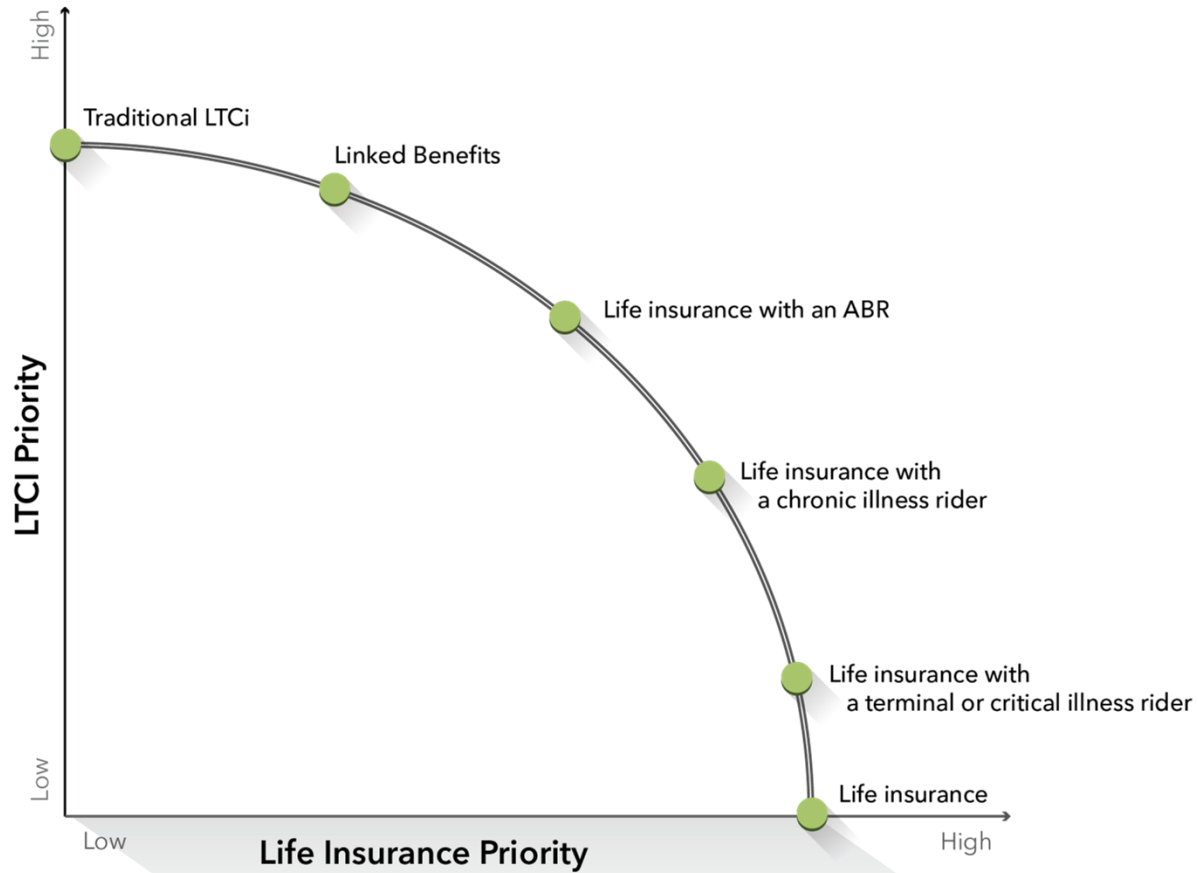 High
Traditional LTCi
Linked Benefits
Life insurance with an ABR
LTCI Priority
Life insurance with
a chronic illness rider
Life insurance with
a terminal or critical illness rider
Low
Life insurance
Low
High
Life Insurance Priority